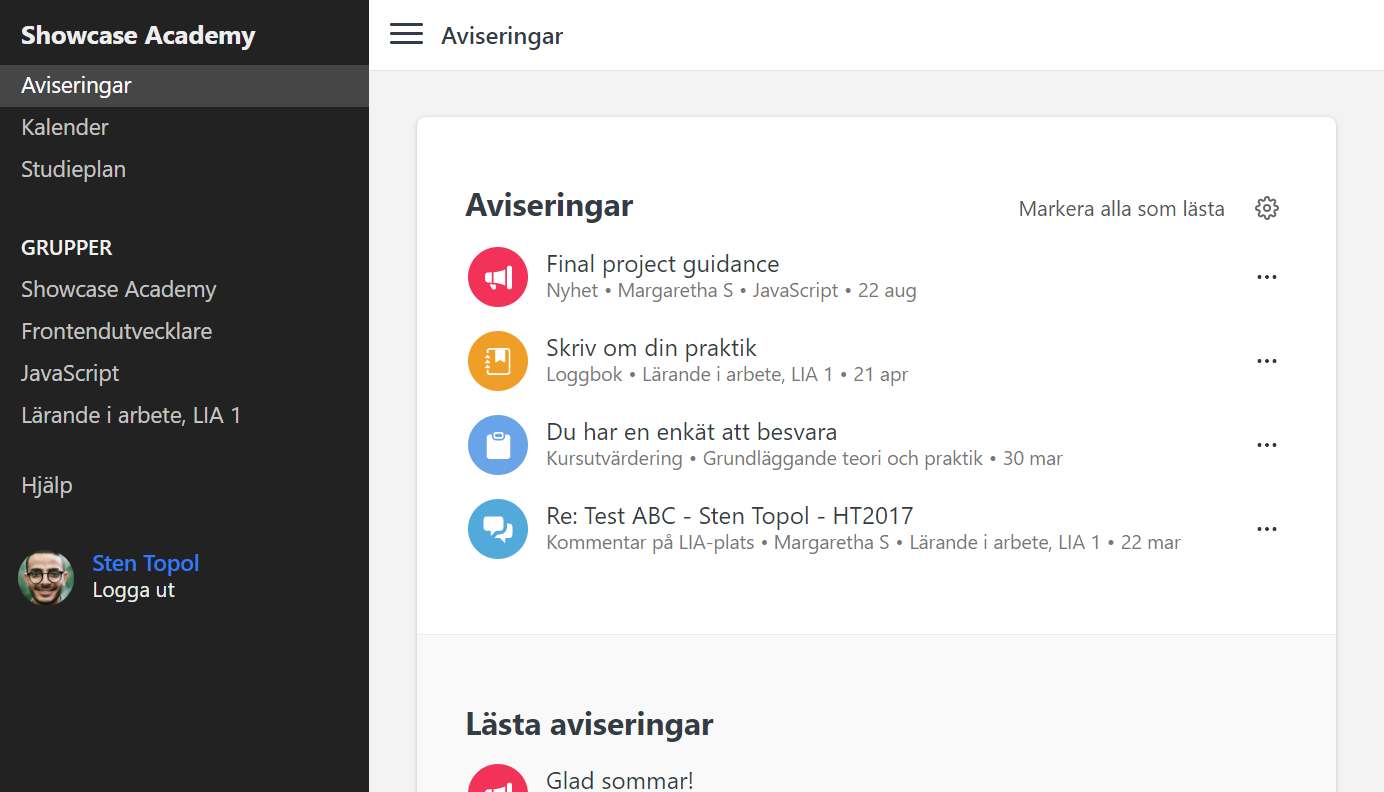 Showcase Academy
Aviseringar
Kalender
Studieplan
GRUPPER
Showcase Academy
Frontendutvecklare
JavaScript
Lärande i arbete, LIA 1
Hjälp
Sten Topol
Logga ut
Aviseringar
Aviseringar
Markera alla som lästa
Final project guidance
Nyhet • Margaretha S • JavaScript • 22 aug
Skriv om din praktik
Loggbok • Lärande i arbete, LIA 1 • 21 apr
Du har en enkät att besvara
Kursutvärdering • Grundläggande teori och praktik • 30 mar
Re: Test ABC - Sten Topol - HT2017
Kommentar på LIA-plats • Margaretha S • Lärande i arbete, LIA 1 • 22 mar
Lästa aviseringar
Glad sommar!